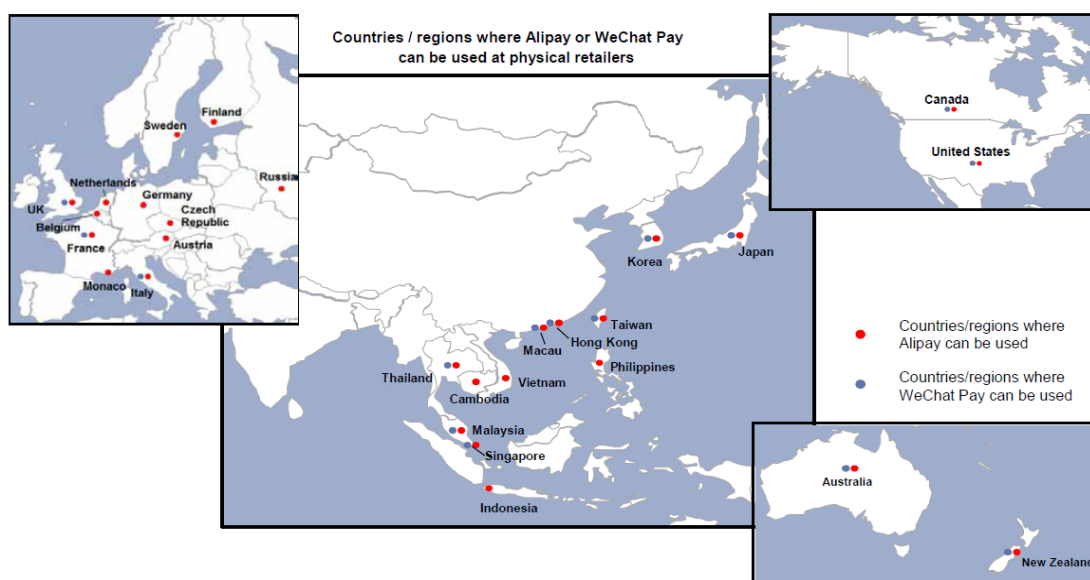 Countries / regions where Alipay or WeChat Pay
can be used at physical retailers
Finland
Sweden
Russia
Netherlands
Germany
UK
Czech
Republic
Belgium
France
Austria
Monaco
Italy
Canada
United States
Korea
Japan
Taiwan
Hong Kong
Macau
Philippines
Thailand
Vietnam
Cambodia
Malaysia
Singapore
Indonesia
Countries/regions where
Alipay can be used
Countries/regions where
WeChat Pay can be used
Australia
New Zealand